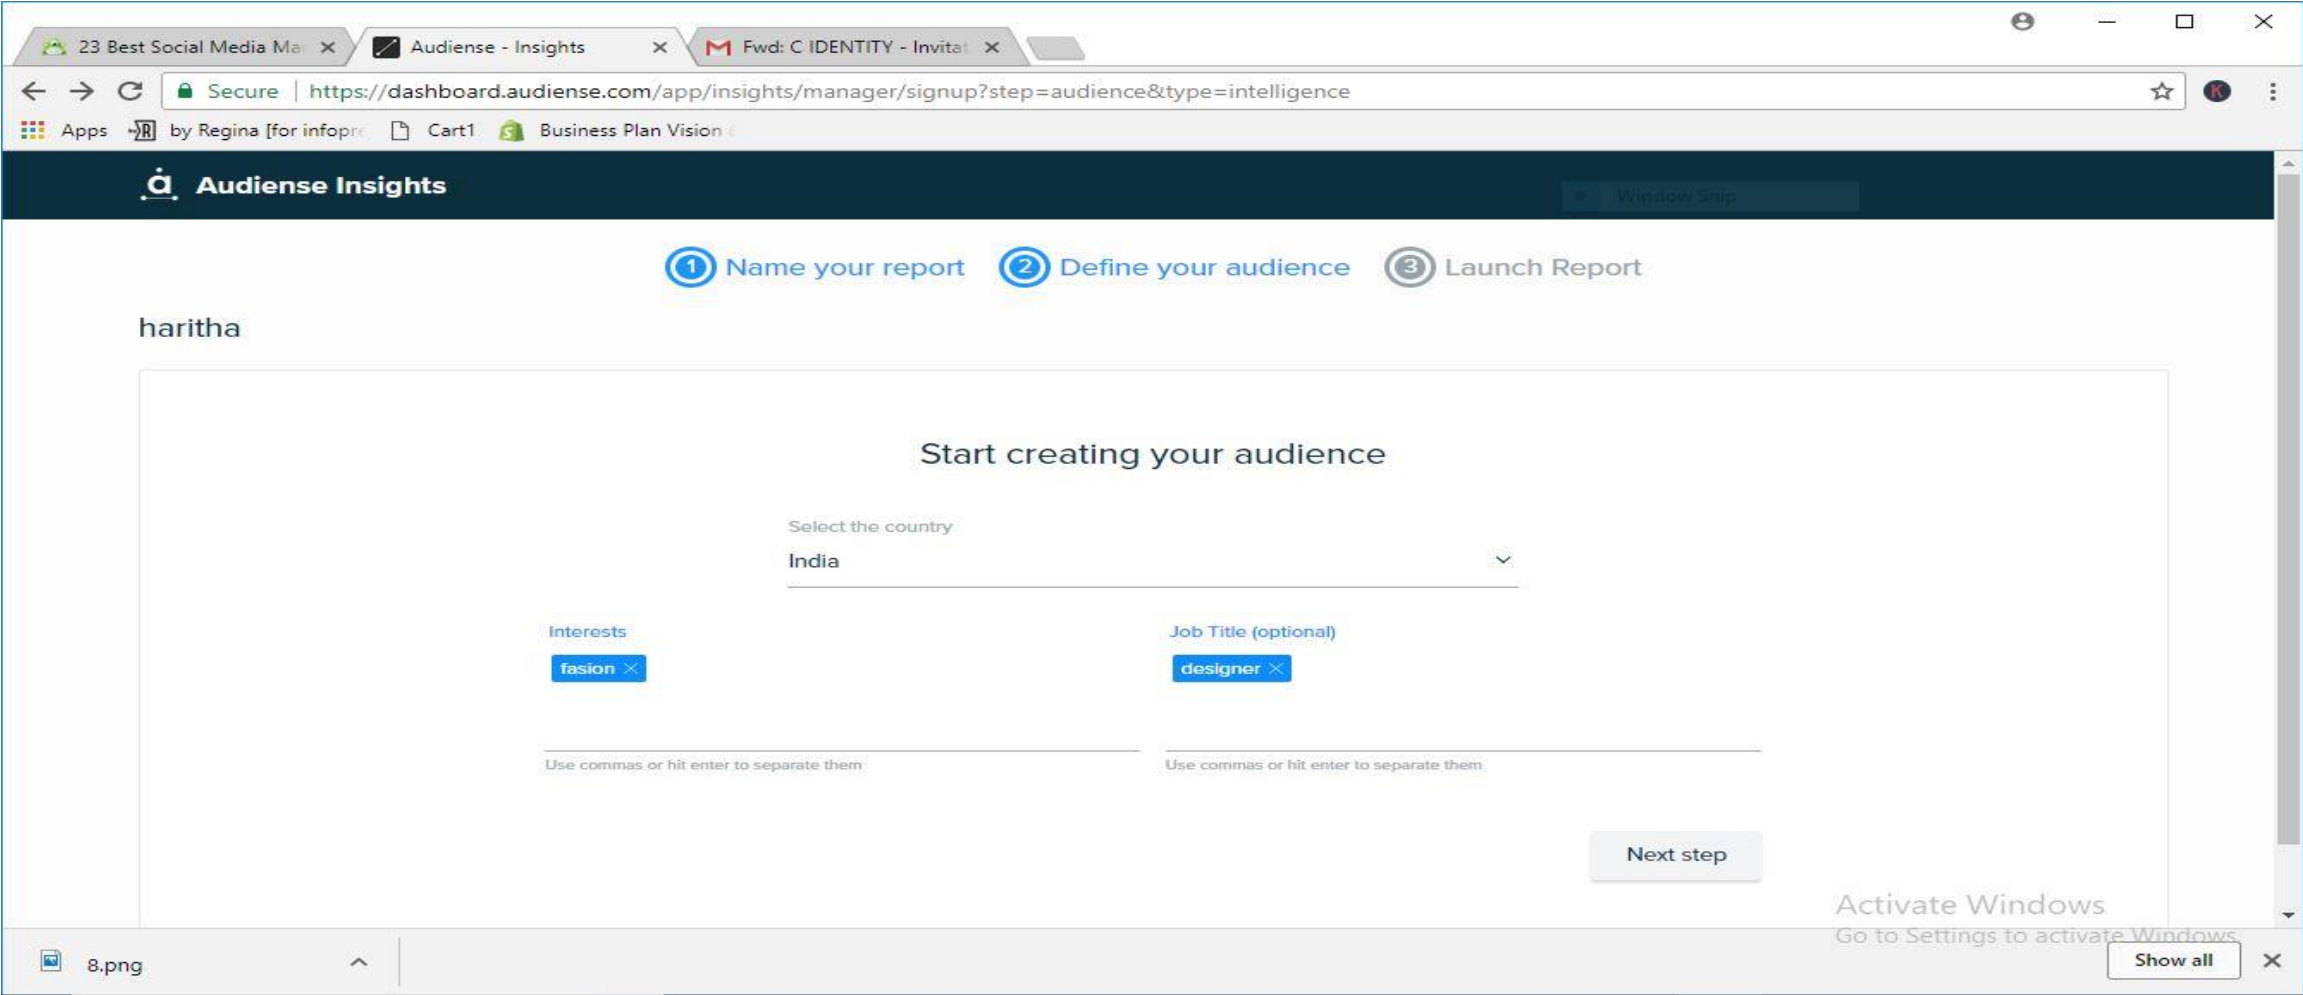 23 Best Social Media Ma
Audiense - Insights
Fwd: C IDENTITY - Invitat
Secure https://dashboard.audiense.com/app/insights/manager/signup?step=audience&type=intelligence
K
Apps
R by Regina [for infopr
Cart1
Business Plan Vision
Audiense Insights
Window Snip
1 Name your report
2 Define your audience
3 Launch Report
haritha
Start creating your audience
Select the country
India
Interests
Job Title (optional)
fasion
designer
Use commas or hit enter to separate them
Use commas or hit enter to separate them
Next step
Activate Windows
Go to Settings to activate Windows.
8.png
Show all